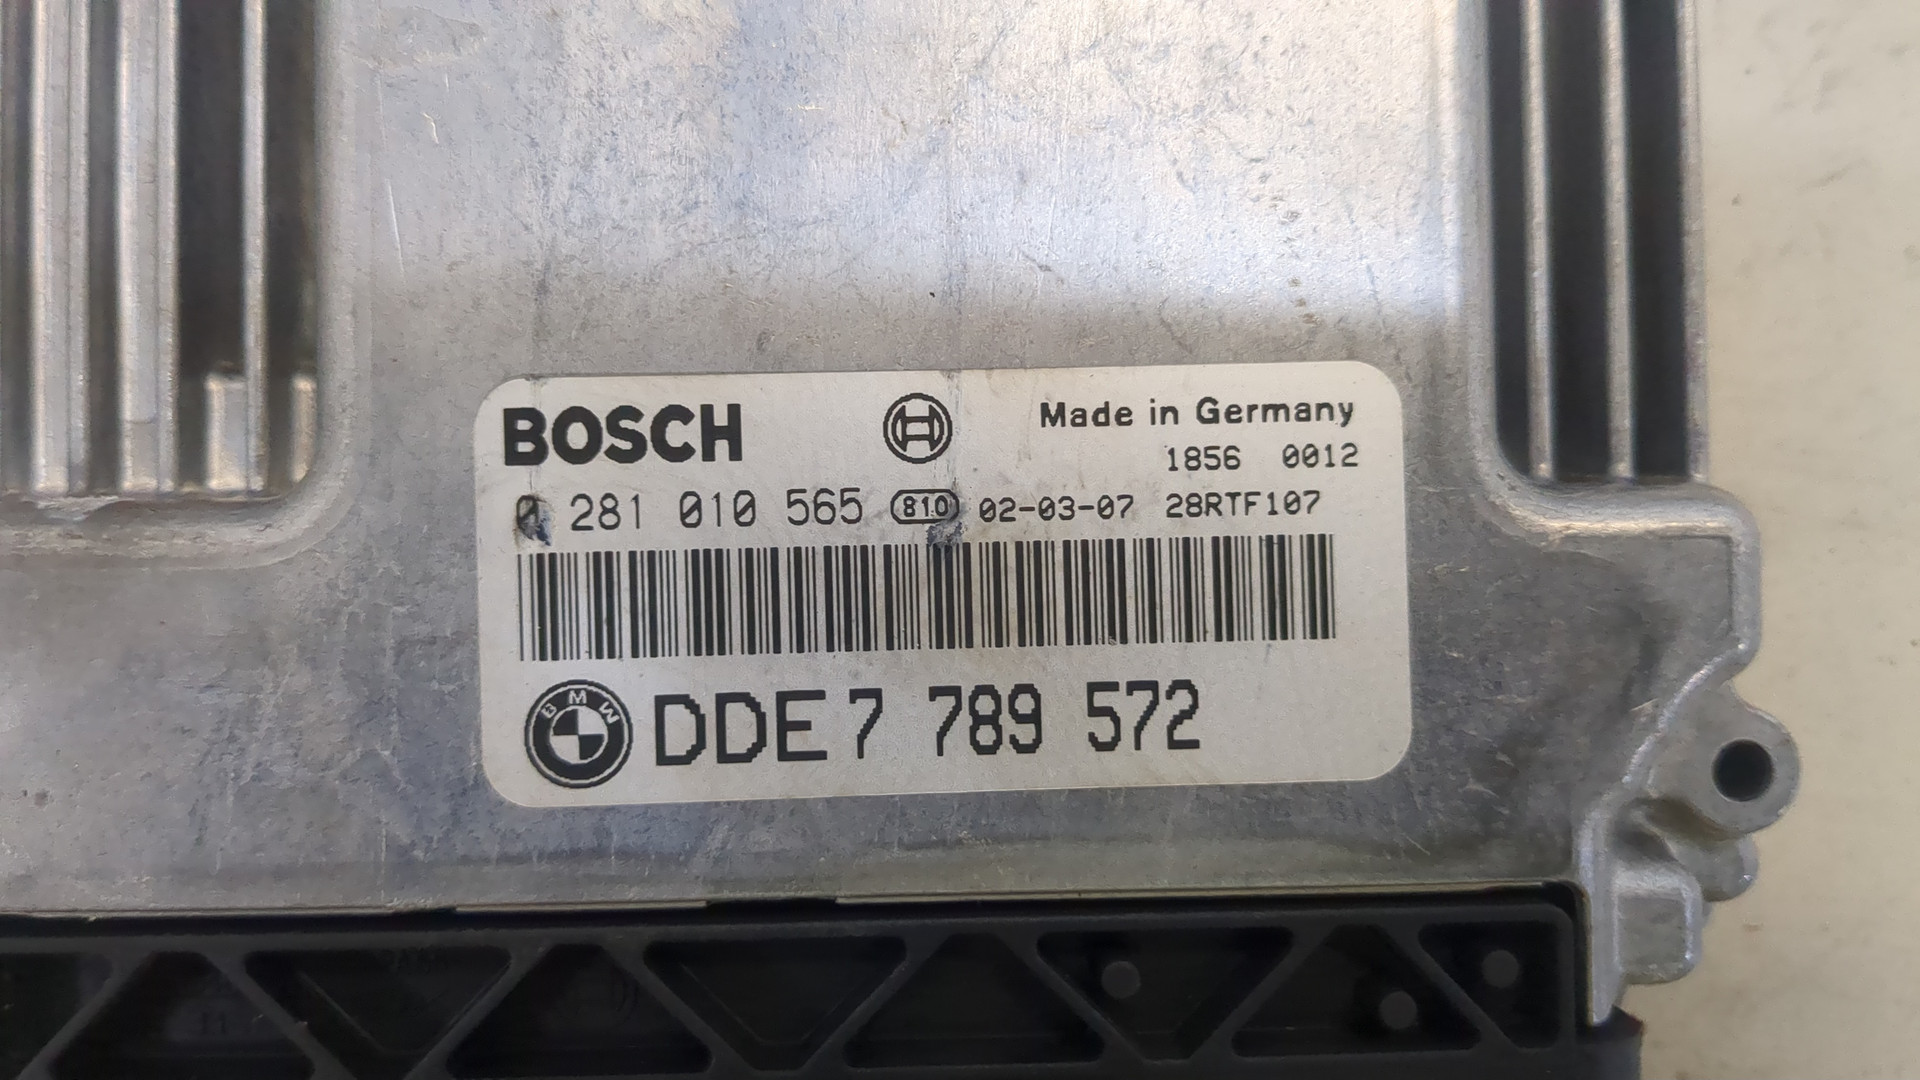 BOSCH Made in Germany
1856 0012
0 281 010 565 810 02-03-07 28RTF107
BMW DDE 7 789 572